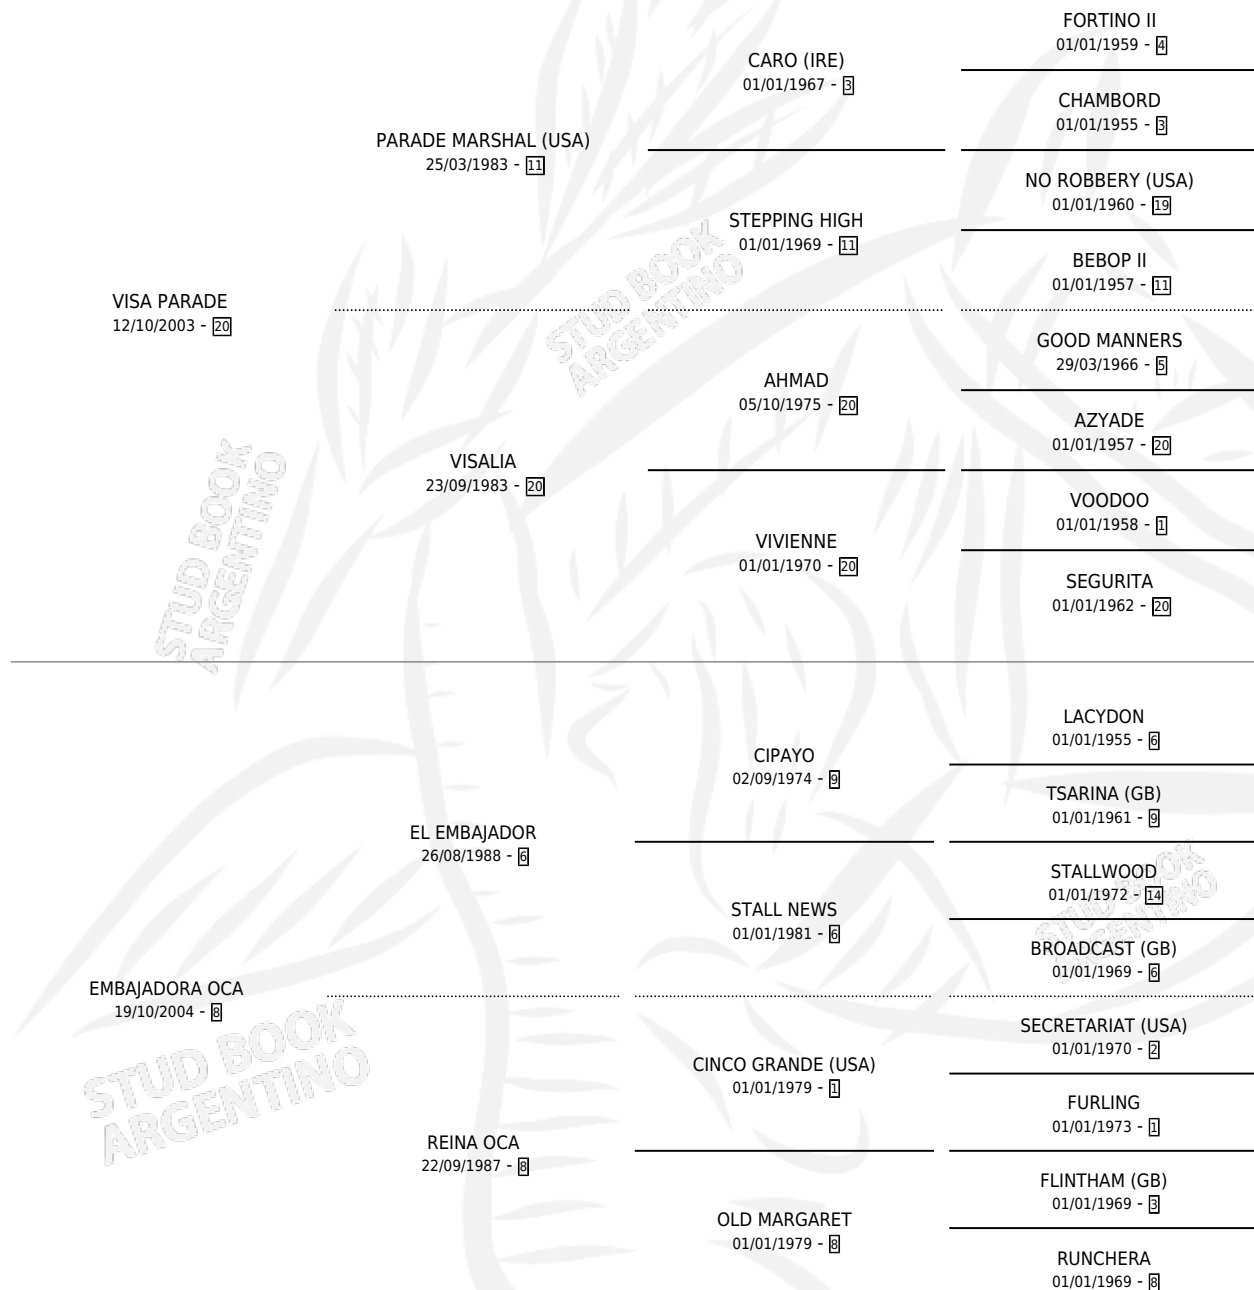 FORTINO II
01/01/1959 - 4
CARO (IRE)
01/01/1967 - 3
CHAMBORD
01/01/1955 - 3
PARADE MARSHAL (USA)
25/03/1983 - 11
NO ROBBERY (USA)
01/01/1960 - 19
STEPPING HIGH
01/01/1969 - 11
BEBOP II
01/01/1957 - 11
VISA PARADE
12/10/2003 - 20
GOOD MANNERS
29/03/1966 - 5
AHMAD
05/10/1975 - 20
AZYADE
01/01/1957 - 20
VISALIA
23/09/1983 - 20
VOODOO
01/01/1958 - 1
VIVIENNE
01/01/1970 - 20
SEGURITA
01/01/1962 - 20
LACYDON
01/01/1955 - 6
CIPAYO
02/09/1974 - 9
TSARINA (GB)
01/01/1961 - 9
EL EMBAJADOR
26/08/1988 - 6
STALLWOOD
01/01/1972 - 14
STALL NEWS
01/01/1981 - 6
BROADCAST (GB)
01/01/1969 - 6
EMBAJADORA OCA
19/10/2004 - 8
SECRETARIAT (USA)
01/01/1970 - 2
CINCO GRANDE (USA)
01/01/1979 - 1
FURLING
01/01/1973 - 1
REINA OCA
22/09/1987 - 8
FLINTHAM (GB)
01/01/1969 - 3
OLD MARGARET
01/01/1979 - 8
RUNCHERA
01/01/1969 - 8
STUD BOOK
ARGENTINO
STUD BOOK
ARGENTINO
STUD BOOK
ARGENTINO
STUD BOOK
ARGENTINO